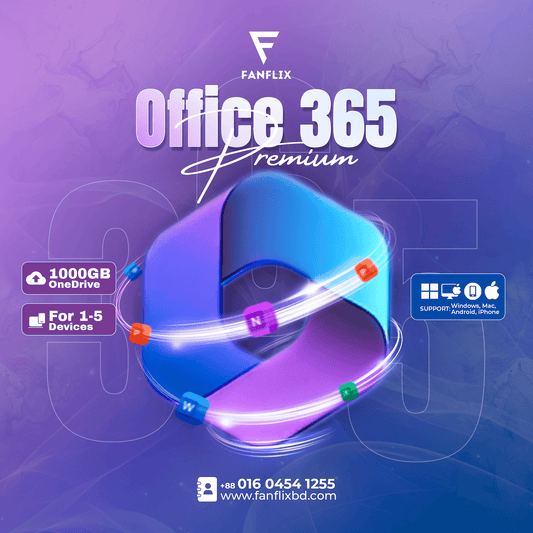 FANFLIX
Office 365
Premium
365
1000GB
OneDrive
For 1-5
Devices
SUPPORT: Windows, Mac,
Android, iPhone
N
W
+88 016 0454 1255
www.fanflixbd.com